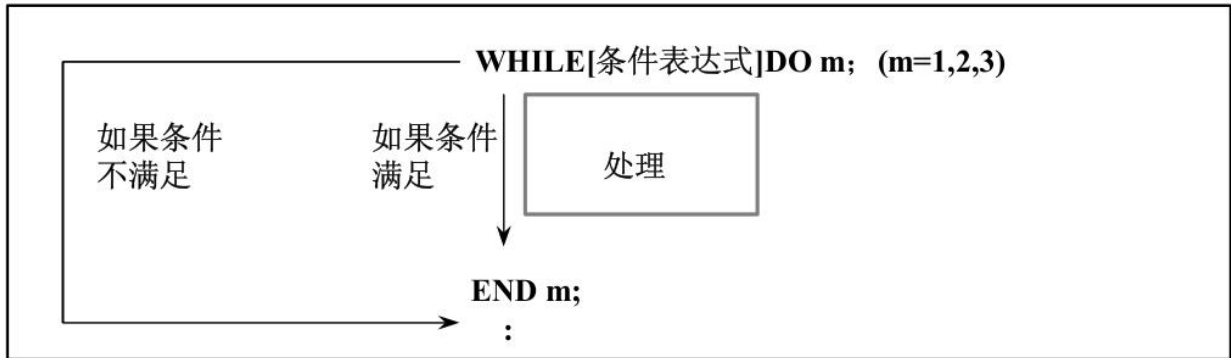 WHILE[条件表达式]DO m；(m=1,2,3)
如果条件
不满足
如果条件
满足
处理
END m;
: